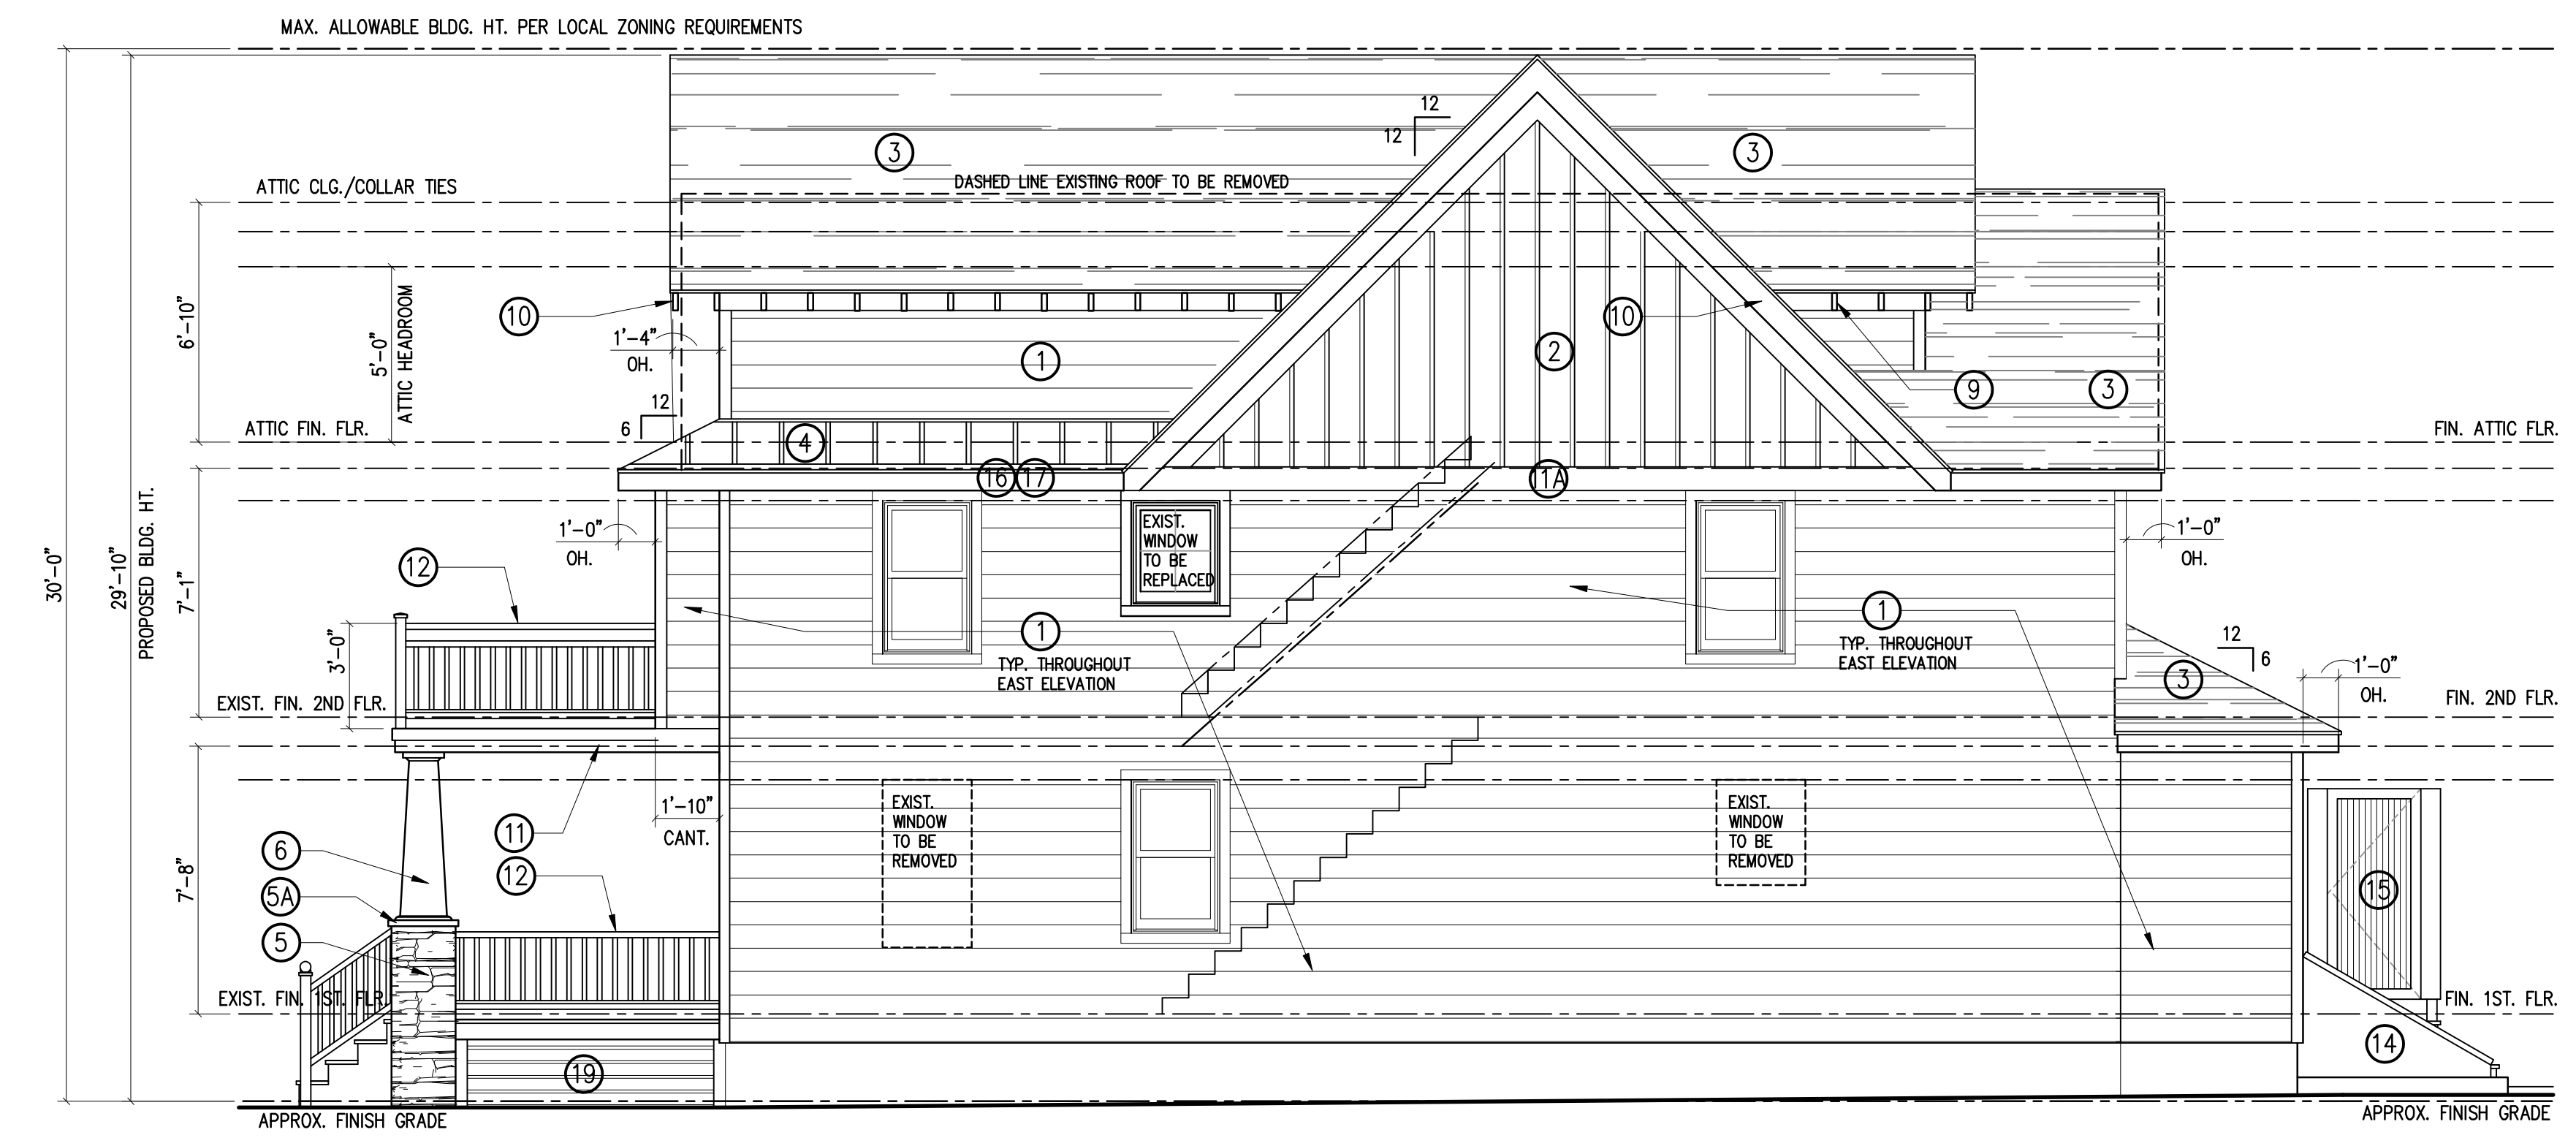 MAX. ALLOWABLE BLDG. HT. PER LOCAL ZONING REQUIREMENTS
12
12
3
3
ATTIC CLG./COLLAR TIES
DASHED LINE EXISTING ROOF TO BE REMOVED
6'-10"
5'-0"
ATTIC HEADROOM
10
1'-4"
OH.
1
2
10
9
3
12
6
ATTIC FIN. FLR.
4
FIN. ATTIC FLR.
16
17
11A
30'-0"
29'-10"
PROPOSED BLDG. HT.
7'-1"
1'-0"
OH.
EXIST.
WINDOW
TO BE
REPLACED
1'-0"
OH.
12
3'-0"
1
TYP. THROUGHOUT
EAST ELEVATION
1
TYP. THROUGHOUT
EAST ELEVATION
12
6
3
1'-0"
OH.
EXIST. FIN. 2ND FLR.
FIN. 2ND FLR.
7'-8"
1'-10"
CANT.
11
12
6
5A
5
EXIST.
WINDOW
TO BE
REMOVED
EXIST.
WINDOW
TO BE
REMOVED
15
EXIST. FIN. 1ST. FLR.
FIN. 1ST. FLR.
19
14
APPROX. FINISH GRADE
APPROX. FINISH GRADE